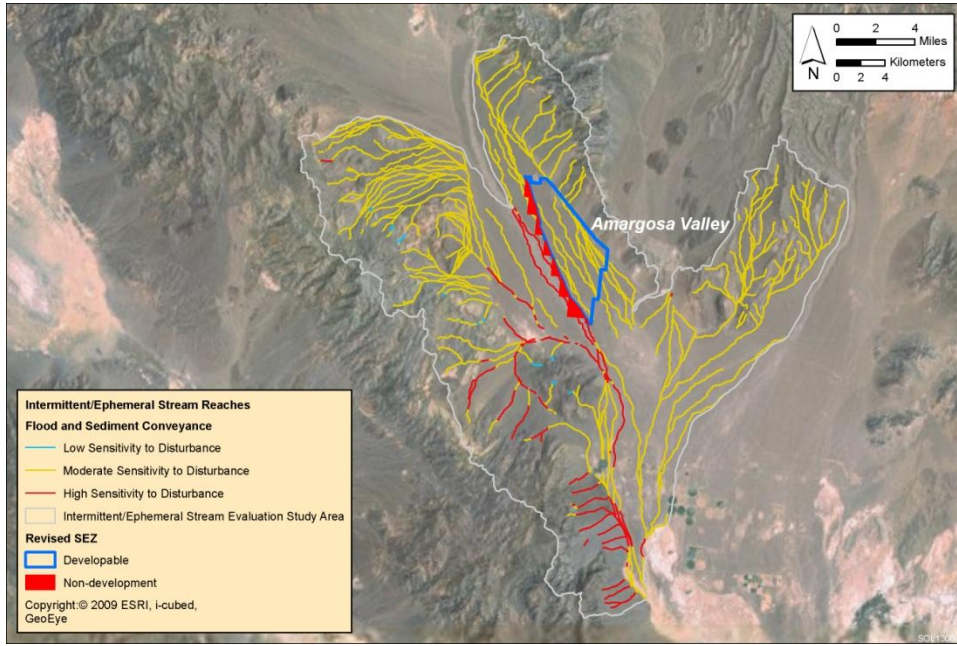 0 2 4
Miles
Kilometers
0 2 4
N
Amargosa Valley
Intermittent/Ephemeral Stream Reaches
Flood and Sediment Conveyance
Low Sensitivity to Disturbance
Moderate Sensitivity to Disturbance
High Sensitivity to Disturbance
Intermittent/Ephemeral Stream Evaluation Study Area
Revised SEZ
Developable
Non-development
Copyright:© 2009 ESRI, i-cubed,
GeoEye